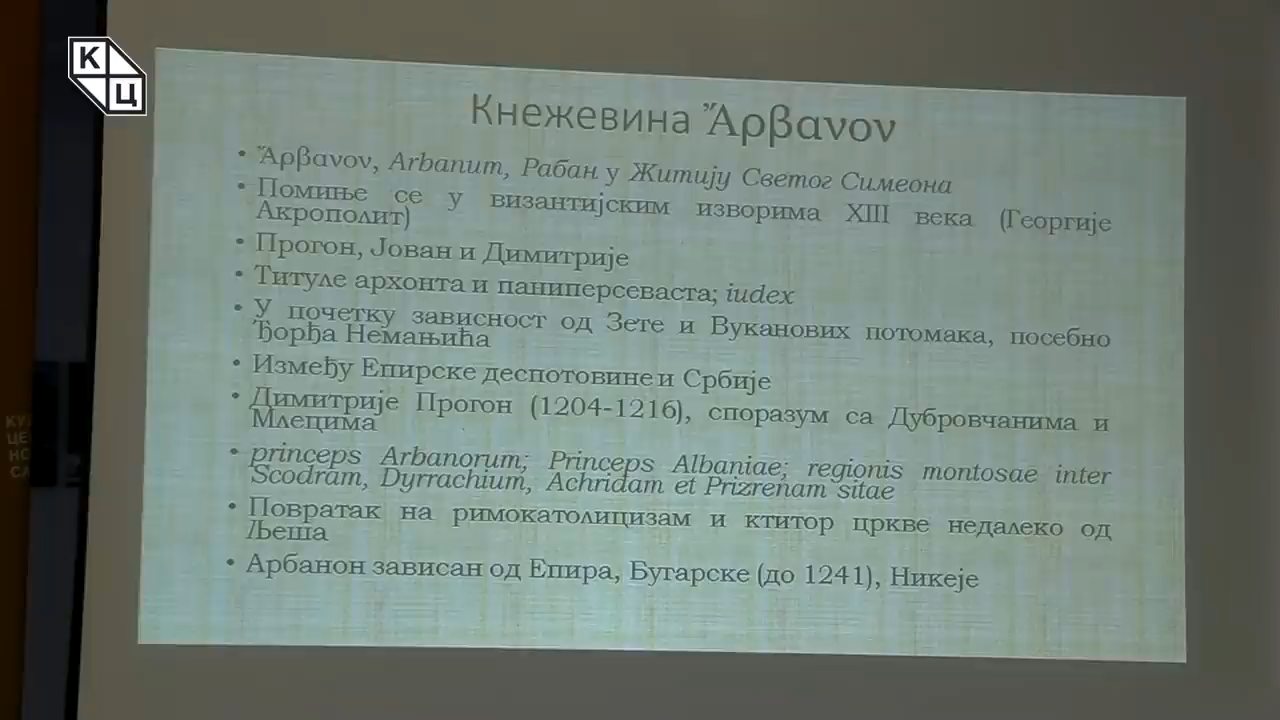 К
Ц
Кнежевина Ἄρβανον
• Ἄρβανον, Arbanum, Рабан у Житију Светог Симеона
• Помиње се у византијским изворима XIII века (Георгије
Акрополит)
• Прогон, Јован и Димитрије
• Титуле архонта и паниперсеваста; iudex
• У почетку зависност од Зете и Вуканових потомака, посебно
Ђорђа Немањића
• Између Епирске деспотовине и Србије
• Димитрије Прогон (1204-1216), споразум са Дубровчанима и
Млецима
• princeps Arbanorum; Princeps Albaniae; regionis montosae inter
Scodram, Dyrrachium, Achridam et Prizrenam sitae
• Повратак на римокатолицизам и ктитор цркве недалеко од
Љеша
• Арбанон зависан од Епира, Бугарске (до 1241), Никеје